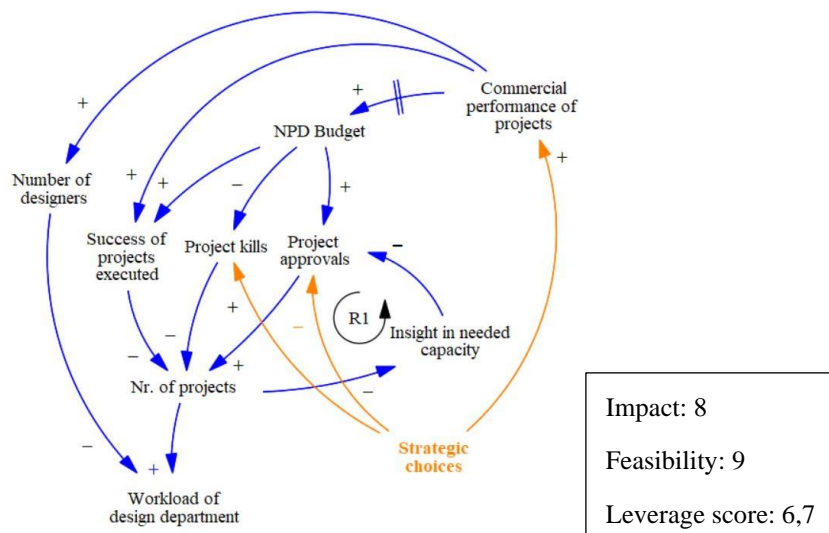 +
+
Commercial
performance of
projects
NPD Budget
+
Number of
designers
+
+
−
+
Success of
projects
executed
Project kills
Project
approvals
−
+
R1
−
Insight in needed
capacity
−
−
+
Nr. of projects
−
Impact: 8
Feasibility: 9
Leverage score: 6,7
−
Strategic
choices
+
Workload of
design department